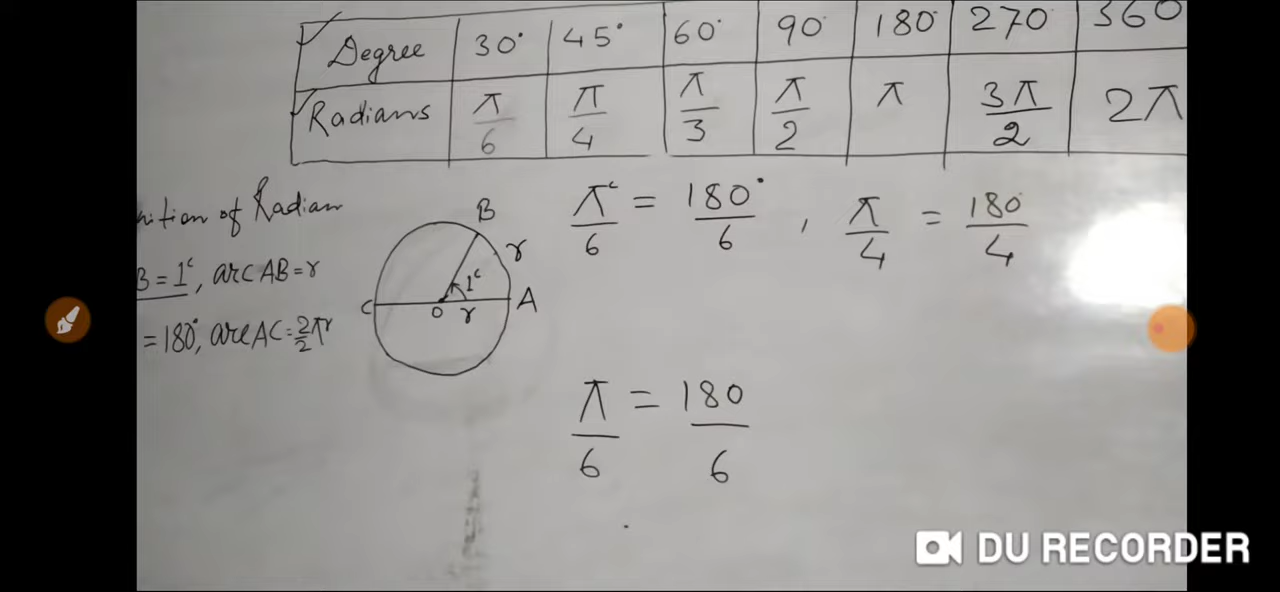 Degree 30° 45° 60° 90° 180° 270° 360
Radians π/6 π/4 π/3 π/2 π 3π/2 2π
nition of Radian
B = 1ᶜ, arc AB = r
= 180°, arc AC = 2/2 πr
B
r
1ᶜ
C O r A
πᶜ/6 = 180°/6 , π/4 = 180°/4
π/6 = 180/6
DU RECORDER